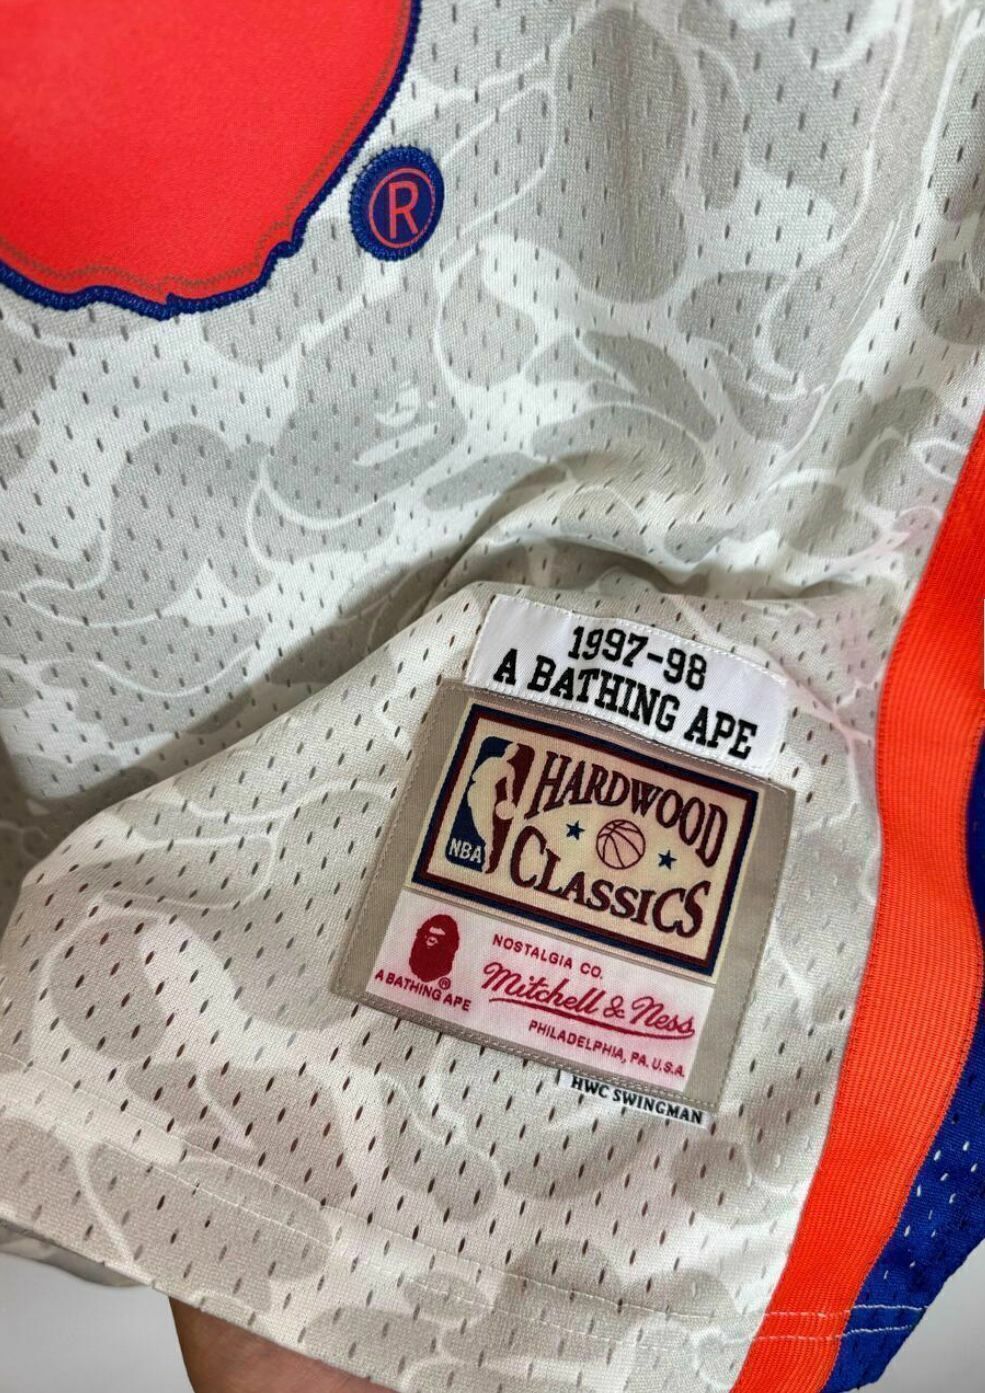 ®
1997-98
A BATHING APE
HARDWOOD
NBA
CLASSICS
NOSTALGIA CO.
A BATHING APE®
Mitchell & Ness
PHILADELPHIA, PA. U.S.A.
HWC SWINGMAN